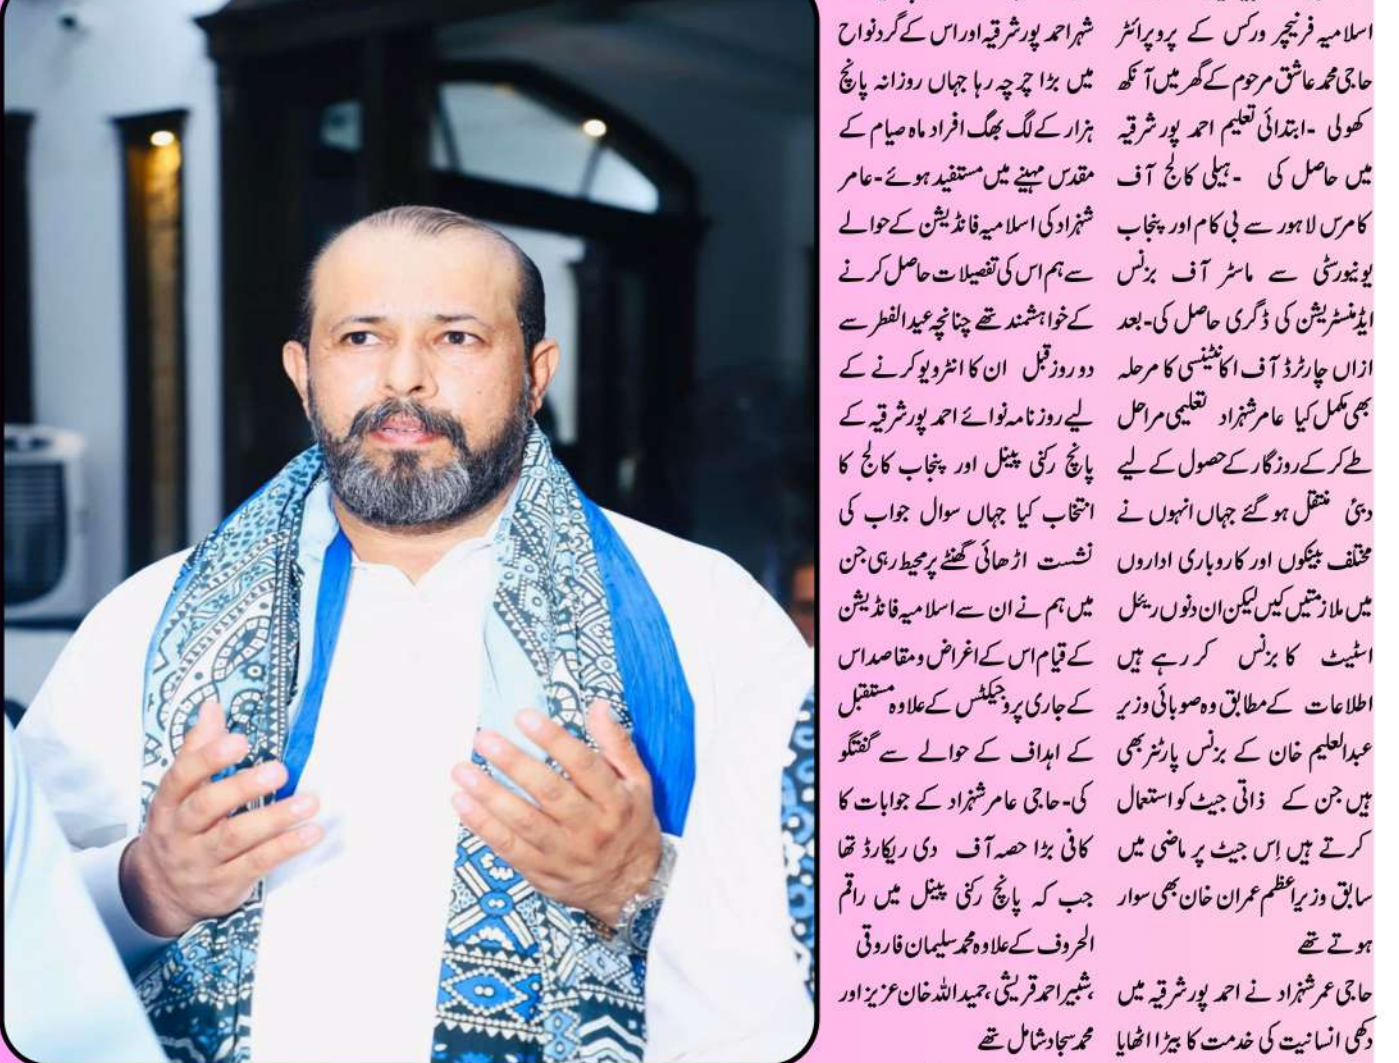 اسلامیہ فرنیچر ورکس کے پروپرائٹر
حاجی محمد عاشق مرحوم کے گھر میں آنکھ
کھولی -ابتدائی تعلیم احمد پور شرقیہ
میں حاصل کی -ہیلی کالج آف
کامرس لاہور سے بی کام اور پنجاب
یونیورسٹی سے ماسٹر آف بزنس
ایڈمنسٹریشن کی ڈگری حاصل کی-بعد
ازاں چارٹرڈ آف اکانٹینسی کا مرحلہ
بھی مکمل کیا عامر شہزاد تعلیمی مراحل
طے کر کے روزگار کے حصول کے لیے
دبئی منتقل ہو گئے جہاں انہوں نے
مختلف بینکوں اور کاروباری اداروں
میں ملازمتیں کیں لیکن ان دنوں ریئل
اسٹیٹ کا بزنس کر رہے ہیں
اطلاعات کے مطابق وہ صوبائی وزیر
عبدالعلیم خان کے بزنس پارٹنر بھی
ہیں جن کے ذاتی جیٹ کو استعمال
کرتے ہیں اِس جیٹ پر ماضی میں
سابق وزیراعظم عمران خان بھی سوار
ہوتے تھے
حاجی عمر شہزاد نے احمد پور شرقیہ میں
دکھی انسانیت کی خدمت کا بیڑا اٹھایا
شہر احمد پور شرقیہ اور اس کے گردنواح
میں بڑا چرچہ رہا جہاں روزانہ پانچ
ہزار کے لگ بھگ افراد ماہ صیام کے
مقدس مہینے میں مستفید ہوئے-عامر
شہزاد کی اسلامیہ فانڈیشن کے حوالے
سے ہم اس کی تفصیلات حاصل کرنے
کے خواہشمند تھے چنانچہ عیدالفطر سے
دو روز قبل ان کا انٹرویو کرنے کے
لیے روزنامہ نوائے احمد پور شرقیہ کے
پانچ رکنی پینل اور پنجاب کالج کا
انتخاب کیا جہاں سوال جواب کی
نشست اڑھائی گھنٹے پر محیط رہی جن
میں ہم نے ان سے اسلامیہ فانڈیشن
کے قیام اس کے اغراض و مقاصد اس
کے جاری پروجیکٹس کے علاوہ مستقبل
کے اہداف کے حوالے سے گفتگو
کی-حاجی عامر شہزاد کے جوابات کا
کافی بڑا حصہ آف دی ریکارڈ تھا
جب کہ پانچ رکنی پینل میں راقم
الحروف کے علاوہ محمد سلیمان فاروقی
،شبیر احمد قریشی ،حمید اللہ خان عزیز اور
محمد سجاد شامل تھے